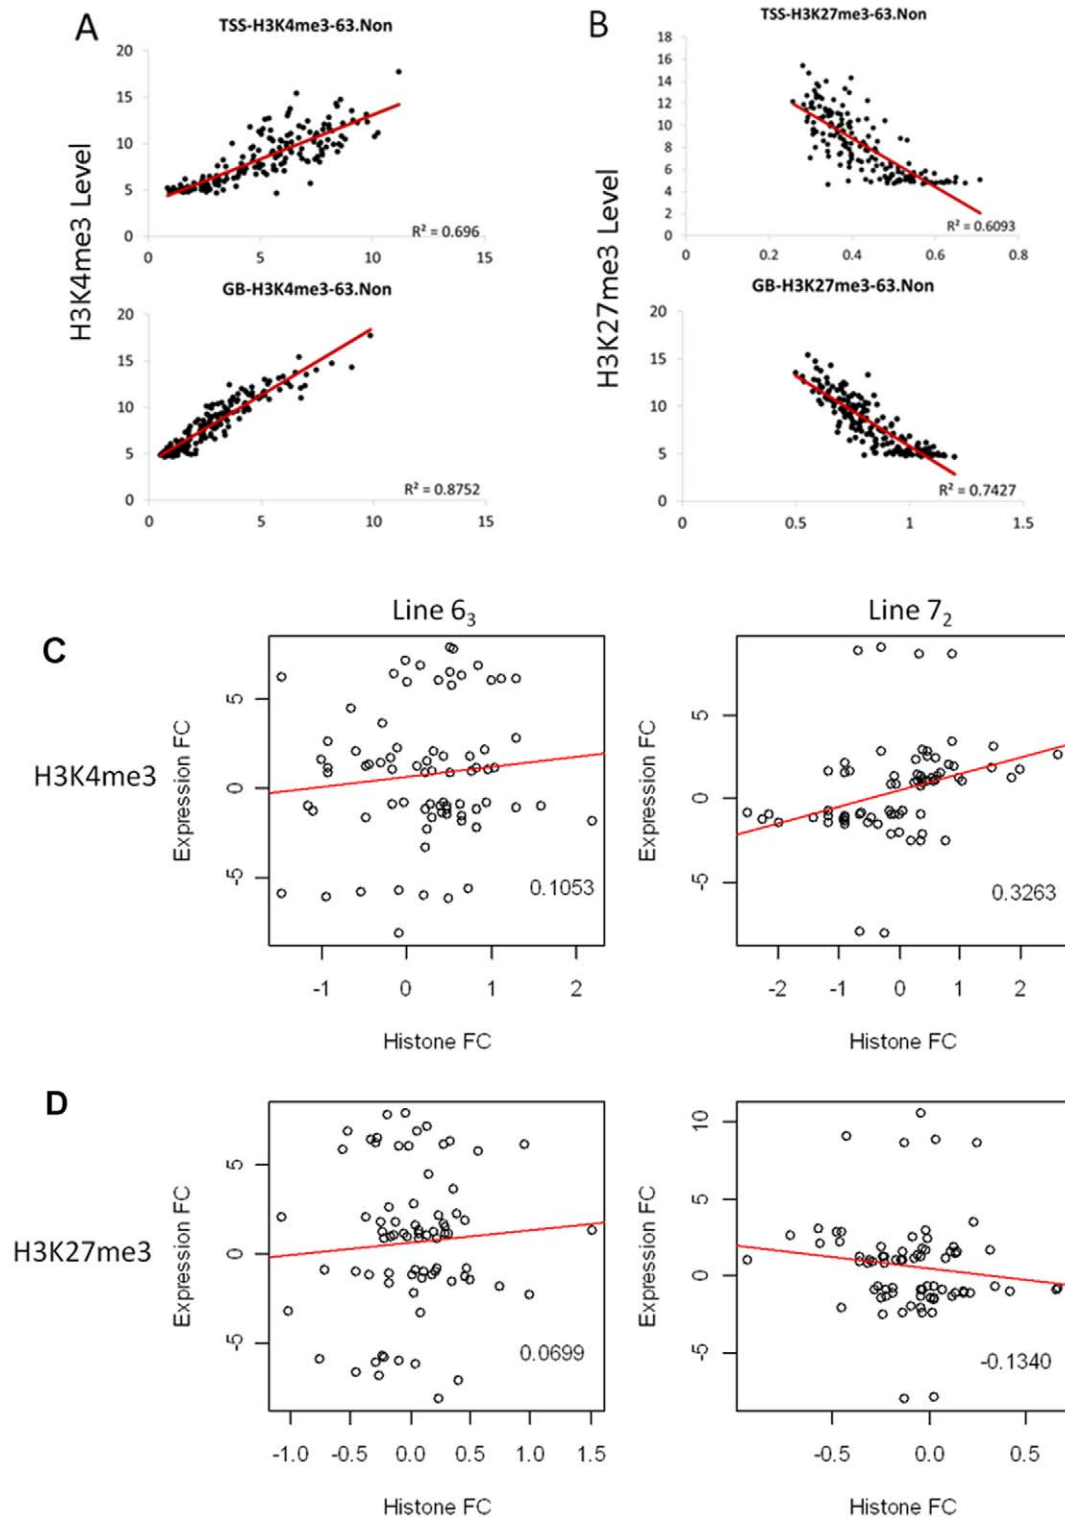 A
TSS-H3K4me3-63.Non
20
15
10
5
0
0 5 10 15
R² = 0.696
H3K4me3 Level
GB-H3K4me3-63.Non
20
15
10
5
0
0 5 10 15
R² = 0.8752
B
TSS-H3K27me3-63.Non
18
16
14
12
10
8
6
4
2
0
0 0.2 0.4 0.6 0.8
R² = 0.6093
H3K27me3 Level
GB-H3K27me3-63.Non
20
15
10
5
0
0 0.5 1 1.5
R² = 0.7427
C
Line 6₃
Line 7₂
H3K4me3
Expression FC
5
0
-5
0.1053
-1 0 1 2
Histone FC
Expression FC
5
0
-5
0.3263
-2 -1 0 1 2
Histone FC
D
H3K27me3
Expression FC
5
0
-5
0.0699
-1.0 -0.5 0.0 0.5 1.0 1.5
Histone FC
Expression FC
10
5
0
-5
-0.1340
-0.5 0.0 0.5
Histone FC